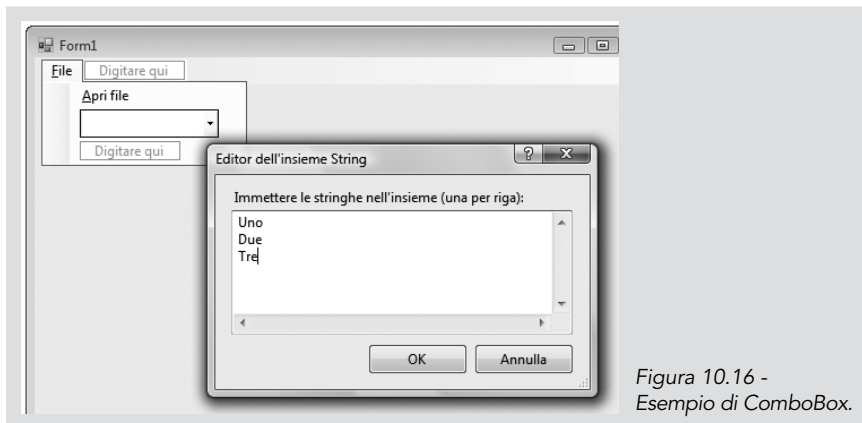 Form1
File Digitare qui
Apri file
Digitare qui
Editor dell'insieme String
Immettere le stringhe nell'insieme (una per riga):
Uno
Due
Tre
OK Annulla
Figura 10.16 -
Esempio di ComboBox.